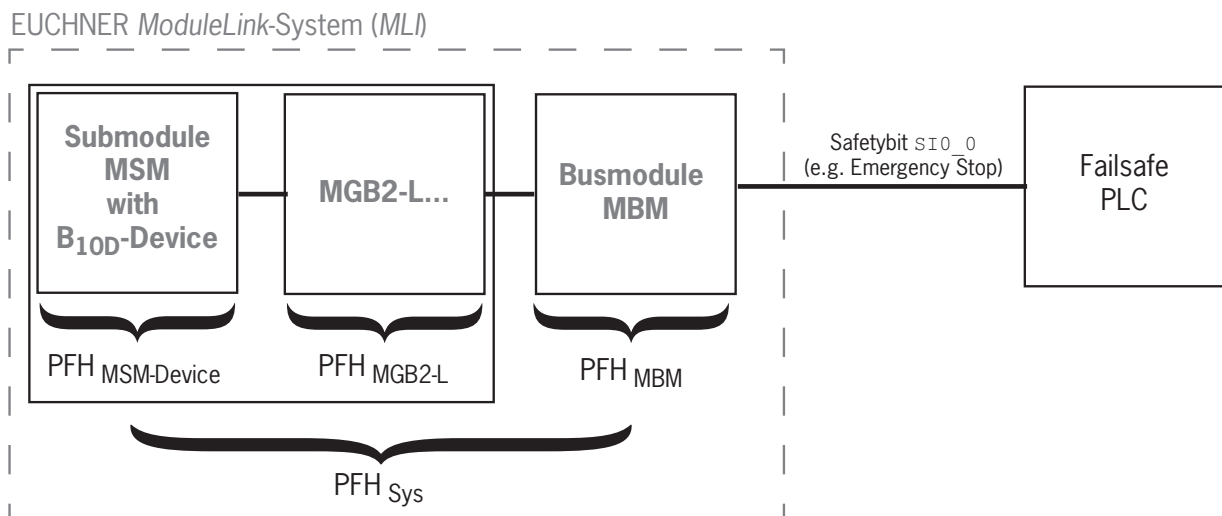 EUCHNER ModuleLink-System (MLI)
Submodule
MSM
with
B10D-Device
MGB2-L...
Busmodule
MBM
Safetybit SI0_0
(e.g. Emergency Stop)
Failsafe
PLC
PFH MSM-Device
PFH MGB2-L
PFH MBM
PFH Sys